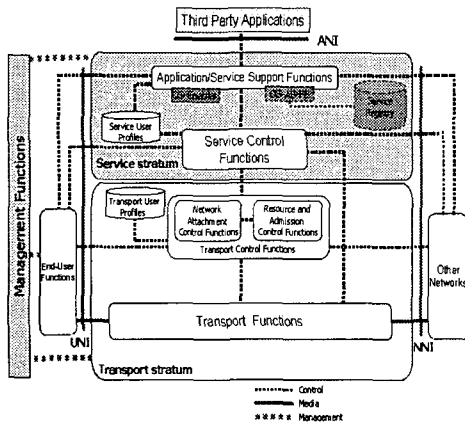 Third Party Applications
ANI
Application/Service Support Functions
Service
Registry
Service User
Profiles
Service Control
Functions
Service stratum
Management Functions
Transport User
Profiles
Network
Attachment
Control Functions
Resource and
Admission
Control Functions
Transport Control Functions
End-User
Functions
Other
Networks
Transport Functions
UNI
NNI
Transport stratum
Control
Media
Management